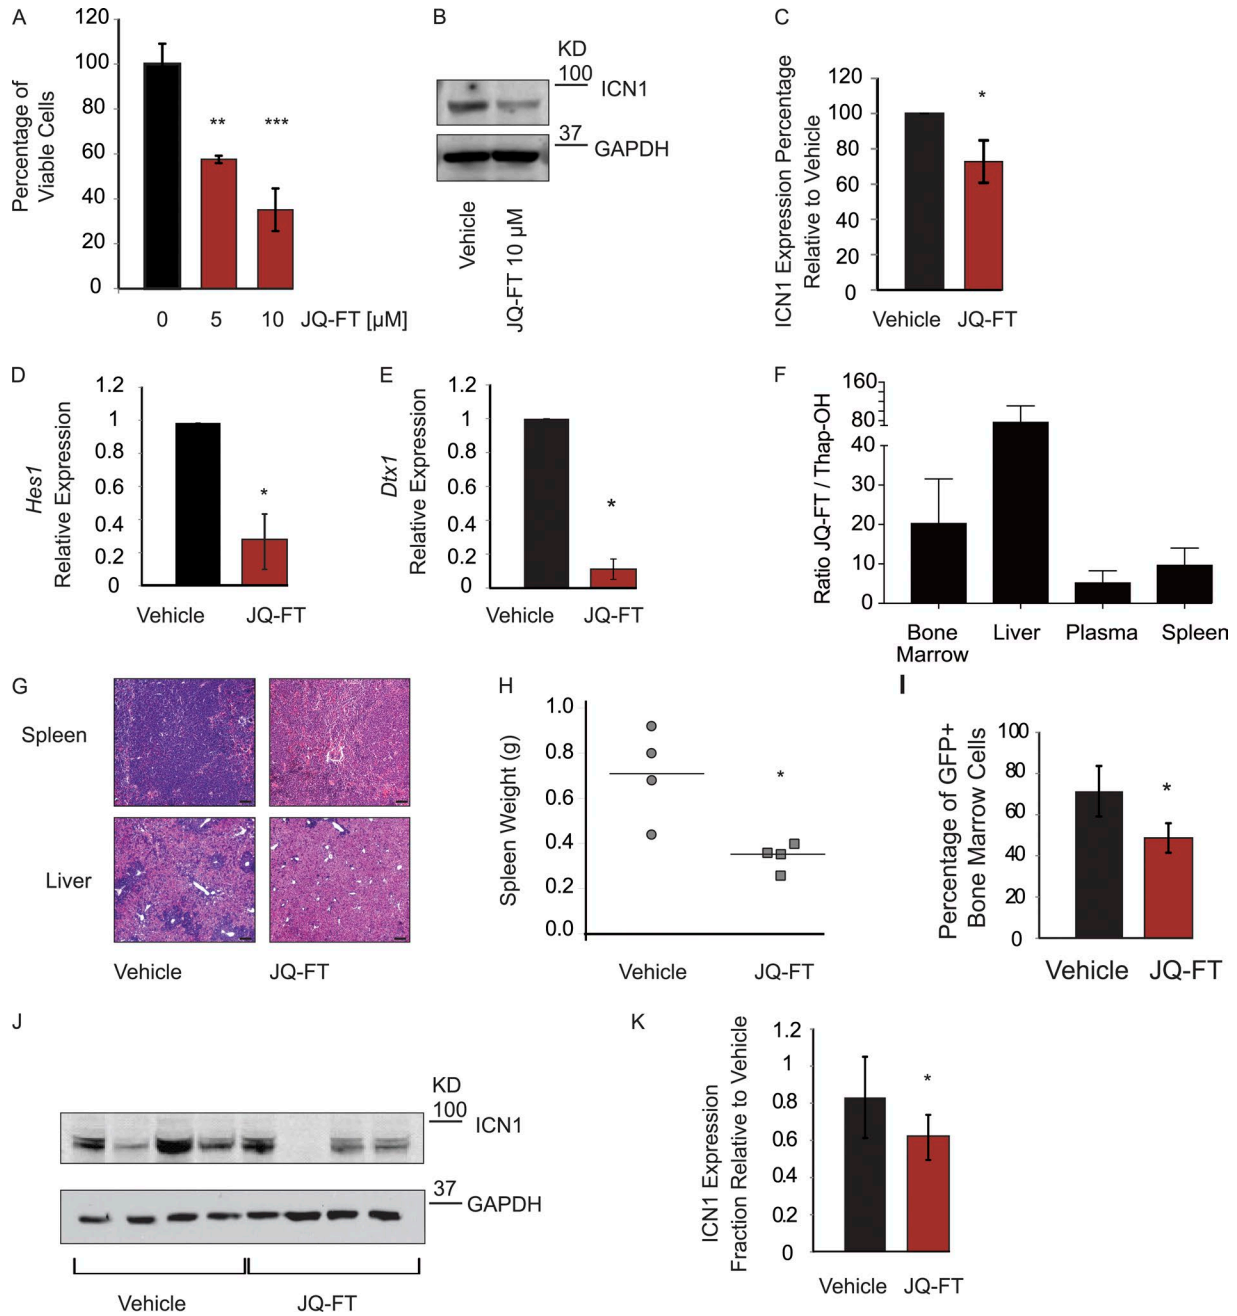 A
Percentage of
Viable Cells
120
100
80
60
40
20
0
**
***
0 5 10 JQ-FT [µM]
B
KD
100
ICN1
37
GAPDH
Vehicle
JQ-FT 10 µM
C
ICN1 Expression Percentage
Relative to Vehicle
120
100
80
60
40
20
0
*
Vehicle JQ-FT
D
Hes1
Relative Expression
1.2
1
0.8
0.6
0.4
0.2
0
*
Vehicle JQ-FT
E
Dtx1
Relative Expression
1.2
1
0.8
0.6
0.4
0.2
0
*
Vehicle JQ-FT
F
Ratio JQ-FT / Thap-OH
160
80
40
30
20
10
0
Bone
Marrow
Liver
Plasma
Spleen
G
Spleen
Liver
Vehicle JQ-FT
H
Spleen Weight (g)
1.0
0.8
0.6
0.4
0.2
0.0
*
Vehicle JQ-FT
I
Percentage of GFP+
Bone Marrow Cells
100
80
60
40
20
0
*
Vehicle JQ-FT
J
KD
100
ICN1
37
GAPDH
Vehicle JQ-FT
K
ICN1 Expression
Fraction Relative to Vehicle
1.2
1
0.8
0.6
0.4
0.2
0
*
Vehicle JQ-FT